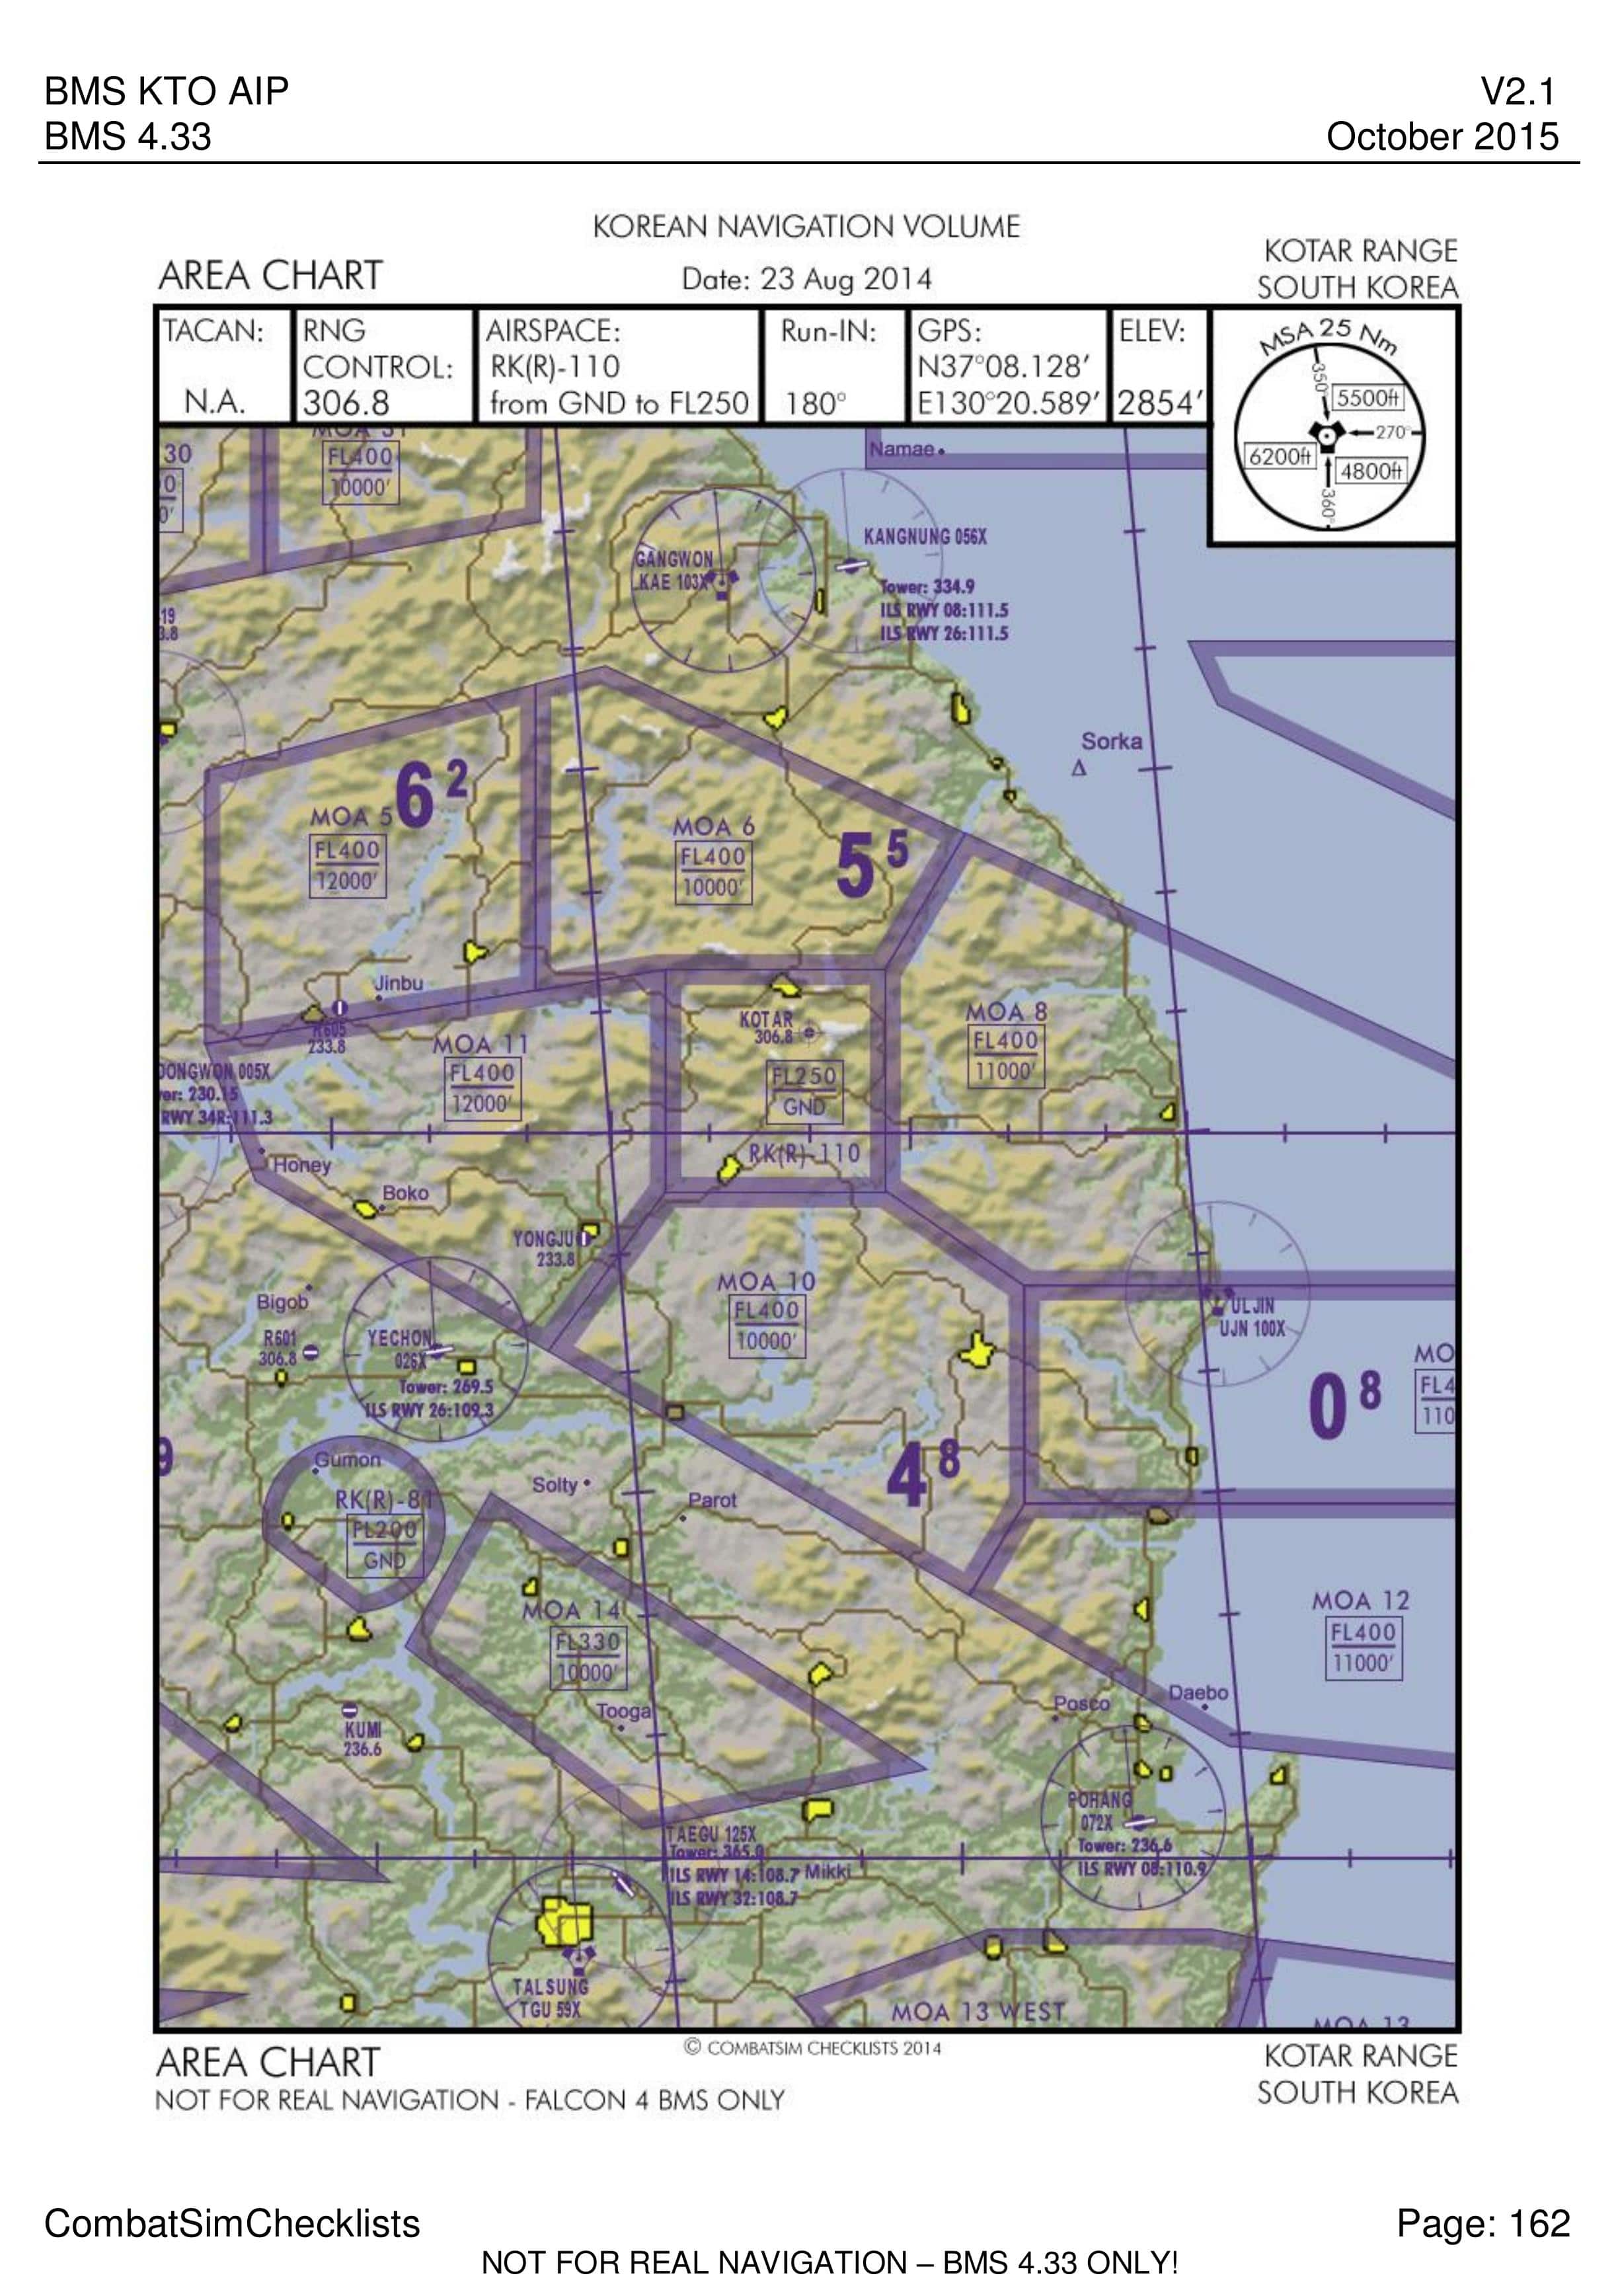 BMS KTO AIP V2.1
BMS 4.33 October 2015
KOREAN NAVIGATION VOLUME
AREA CHART
Date: 23 Aug 2014
KOTAR RANGE
SOUTH KOREA
TACAN:
N.A.
RNG
CONTROL:
306.8
AIRSPACE:
RK(R)-110
from GND to FL250
Run-IN:
180°
GPS:
N37°08.128'
E130°20.589'
ELEV:
2854'
MSA 25 Nm
350°
5500ft
270°
6200ft
4800ft
360°
30
0
0'
MOA 31
FL400
10000'
Namae
KANGNUNG 056X
Tower: 334.9
ILS RWY 08:111.5
ILS RWY 26:111.5
GANGWON
KAE 103X
19
3.8
Sorka
6 2
MOA 5
FL400
12000'
MOA 6
FL400
10000'
5 5
Jinbu
R605
233.8
KOTAR
306.8
FL250
GND
RK(R)-110
MOA 8
FL400
11000'
MOA 11
FL400
12000'
DONGWON 005X
er: 230.15
RWY 34R:111.3
Honey
Boko
YONGJU
233.8
MOA 10
FL400
10000'
Bigob
R601
306.8
YECHON
026X
Tower: 269.5
ILS RWY 26:109.3
ULJIN
UJN 100X
MO
FL4
110
0 8
9
4 8
Gumon
RK(R)-81
FL200
GND
Solty
Parot
MOA 14
FL330
10000'
Tooga
MOA 12
FL400
11000'
KUMI
236.6
Posco
Daebo
POHANG
072X
Tower: 236.6
ILS RWY 08:110.9
TAEGU 125X
Tower: 365.0
ILS RWY 14:108.7
ILS RWY 32:108.7
Mikki
TALSUNG
TGU 59X
MOA 13 WEST
MOA 13
© COMBATSIM CHECKLISTS 2014
AREA CHART
NOT FOR REAL NAVIGATION - FALCON 4 BMS ONLY
KOTAR RANGE
SOUTH KOREA
CombatSimChecklists Page: 162
NOT FOR REAL NAVIGATION – BMS 4.33 ONLY!